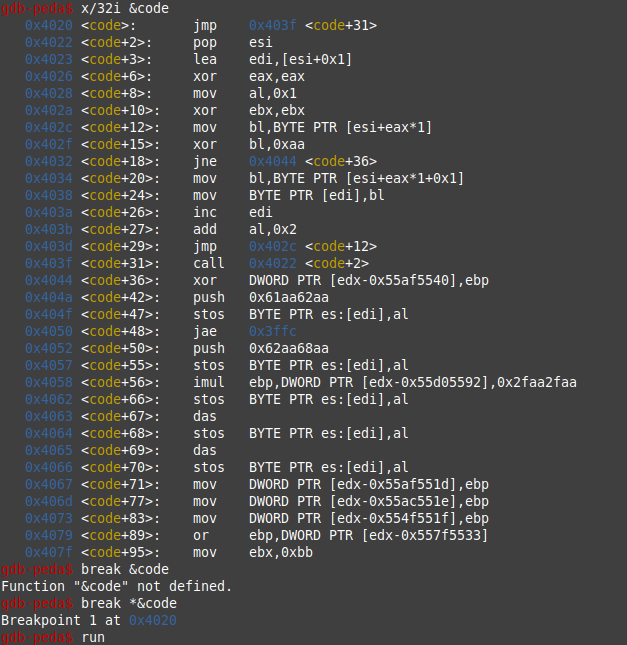 gdb-peda$ x/32i &code
0x4020 <code>: jmp 0x403f <code+31>
0x4022 <code+2>: pop esi
0x4023 <code+3>: lea edi,[esi+0x1]
0x4026 <code+6>: xor eax,eax
0x4028 <code+8>: mov al,0x1
0x402a <code+10>: xor ebx,ebx
0x402c <code+12>: mov bl,BYTE PTR [esi+eax*1]
0x402f <code+15>: xor bl,0xaa
0x4032 <code+18>: jne 0x4044 <code+36>
0x4034 <code+20>: mov bl,BYTE PTR [esi+eax*1+0x1]
0x4038 <code+24>: mov BYTE PTR [edi],bl
0x403a <code+26>: inc edi
0x403b <code+27>: add al,0x2
0x403d <code+29>: jmp 0x402c <code+12>
0x403f <code+31>: call 0x4022 <code+2>
0x4044 <code+36>: xor DWORD PTR [edx-0x55af5540],ebp
0x404a <code+42>: push 0x61aa62aa
0x404f <code+47>: stos BYTE PTR es:[edi],al
0x4050 <code+48>: jae 0x3ffc
0x4052 <code+50>: push 0x62aa68aa
0x4057 <code+55>: stos BYTE PTR es:[edi],al
0x4058 <code+56>: imul ebp,DWORD PTR [edx-0x55d05592],0x2faa2faa
0x4062 <code+66>: stos BYTE PTR es:[edi],al
0x4063 <code+67>: das
0x4064 <code+68>: stos BYTE PTR es:[edi],al
0x4065 <code+69>: das
0x4066 <code+70>: stos BYTE PTR es:[edi],al
0x4067 <code+71>: mov DWORD PTR [edx-0x55af551d],ebp
0x406d <code+77>: mov DWORD PTR [edx-0x55ac551e],ebp
0x4073 <code+83>: mov DWORD PTR [edx-0x554f551f],ebp
0x4079 <code+89>: or ebp,DWORD PTR [edx-0x557f5533]
0x407f <code+95>: mov ebx,0xbb
gdb-peda$ break &code
Function "&code" not defined.
gdb-peda$ break *&code
Breakpoint 1 at 0x4020
gdb-peda$ run